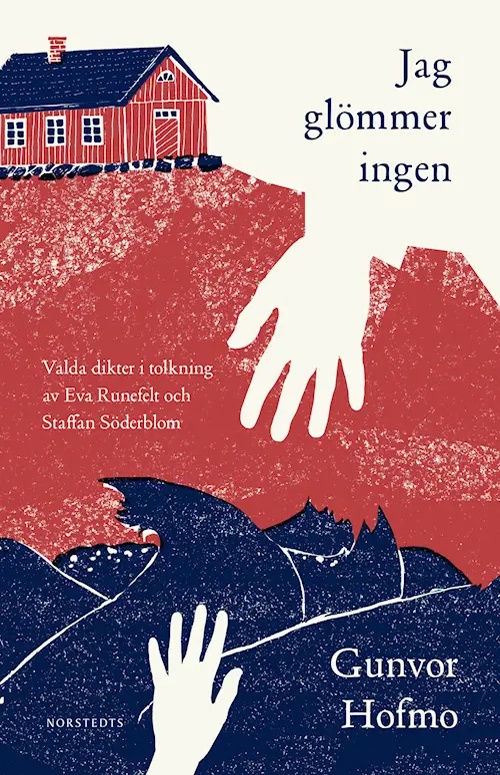 Jag
glömmer
ingen
Valda dikter i tolkning
av Eva Runefelt och
Staffan Söderblom
Gunvor
Hofmo
NORSTEDTS